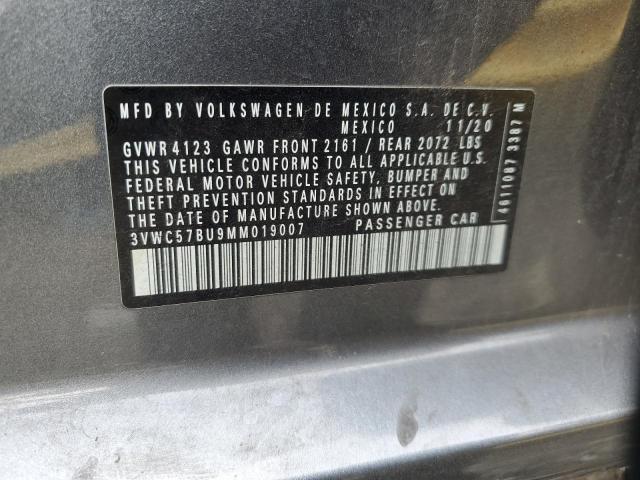 MFD BY VOLKSWAGEN DE MEXICO S.A. DE C.V.
MEXICO 11/20
GVWR 4123 GAWR FRONT 2161 / REAR 2072 LBS
THIS VEHICLE CONFORMS TO ALL APPLICABLE U.S.
FEDERAL MOTOR VEHICLE SAFETY, BUMPER AND
THEFT PREVENTION STANDARDS IN EFFECT ON
THE DATE OF MANUFACTURE SHOWN ABOVE.
3VWC57BU9MM019007 PASSENGER CAR
4611087 3387 M